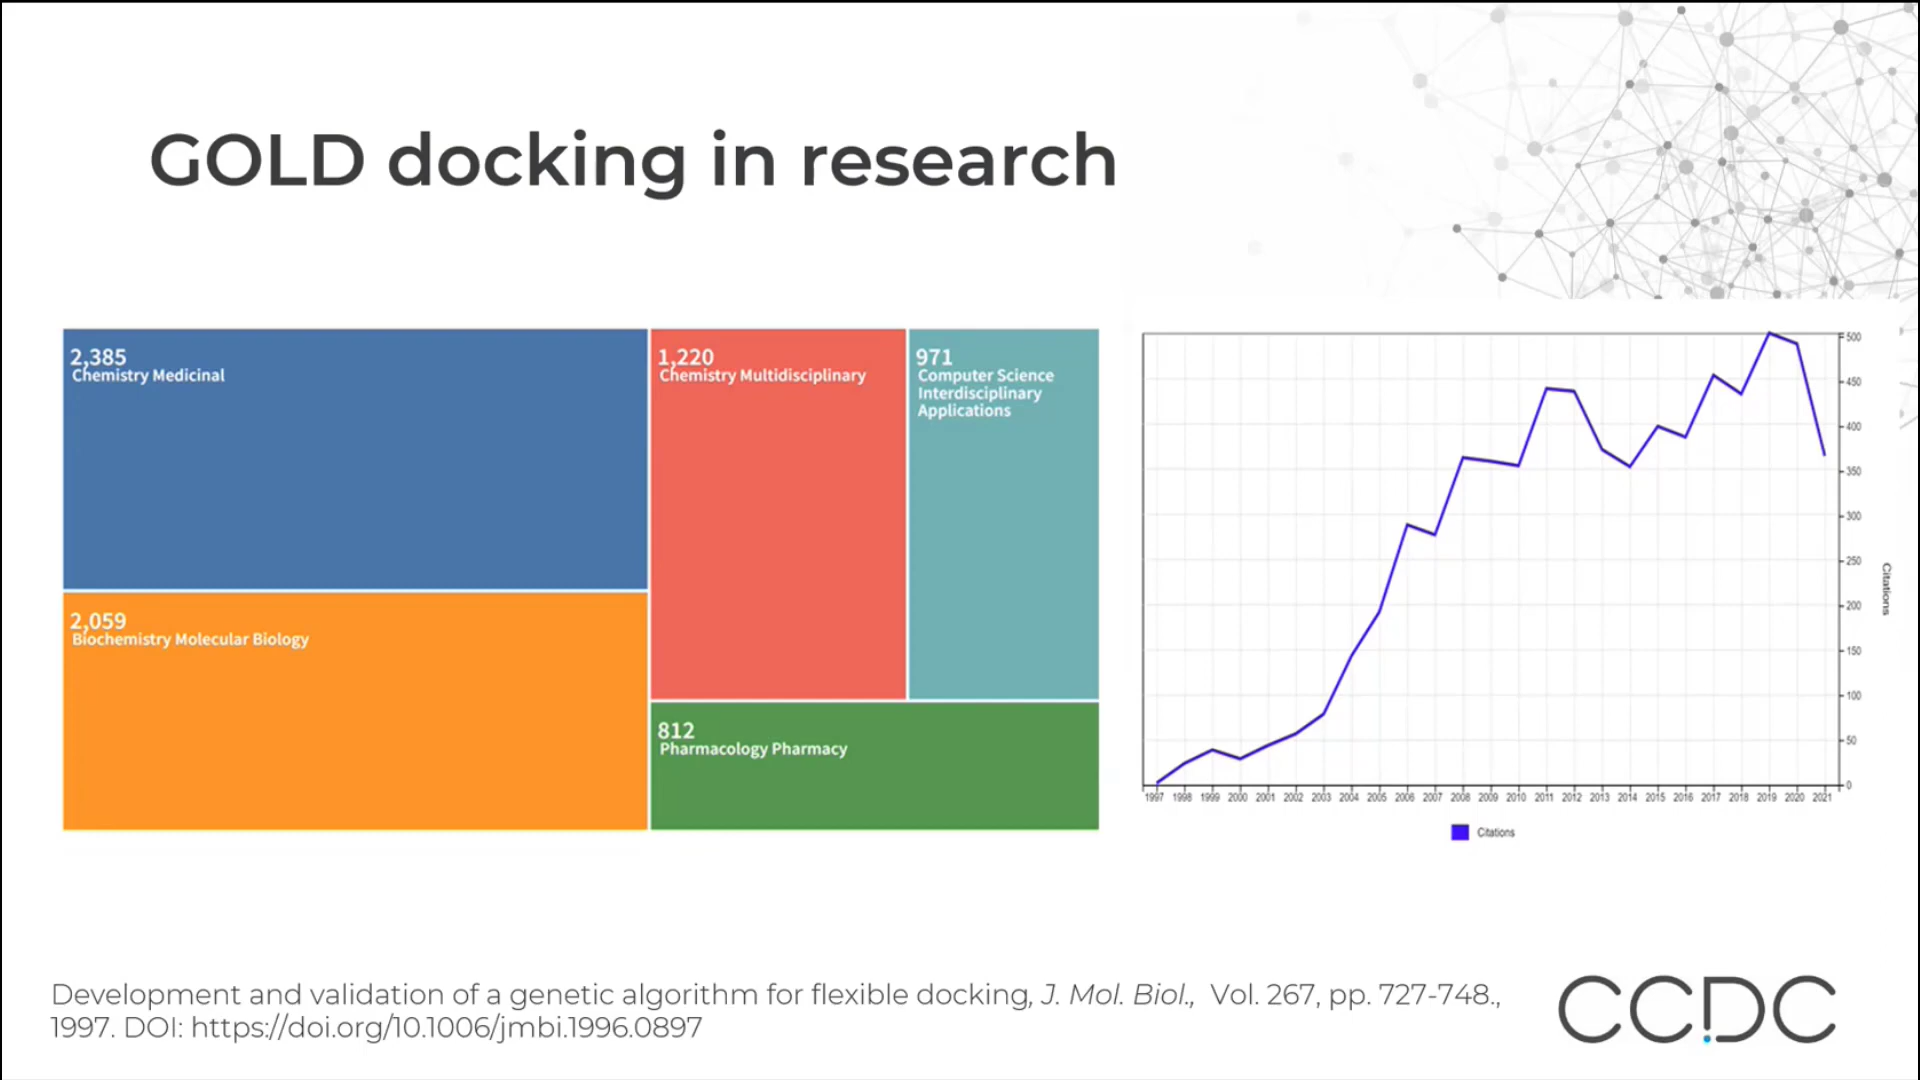 GOLD docking in research
2,385
Chemistry Medicinal
2,059
Biochemistry Molecular Biology
1,220
Chemistry Multidisciplinary
971
Computer Science
Interdisciplinary
Applications
812
Pharmacology Pharmacy
500
450
400
350
300
250
200
150
100
50
0
Citations
1997 1998 1999 2000 2001 2002 2003 2004 2005 2006 2007 2008 2009 2010 2011 2012 2013 2014 2015 2016 2017 2018 2019 2020 2021
Citations
Development and validation of a genetic algorithm for flexible docking, J. Mol. Biol., Vol. 267, pp. 727-748.,
1997. DOI: https://doi.org/10.1006/jmbi.1996.0897
CCDC